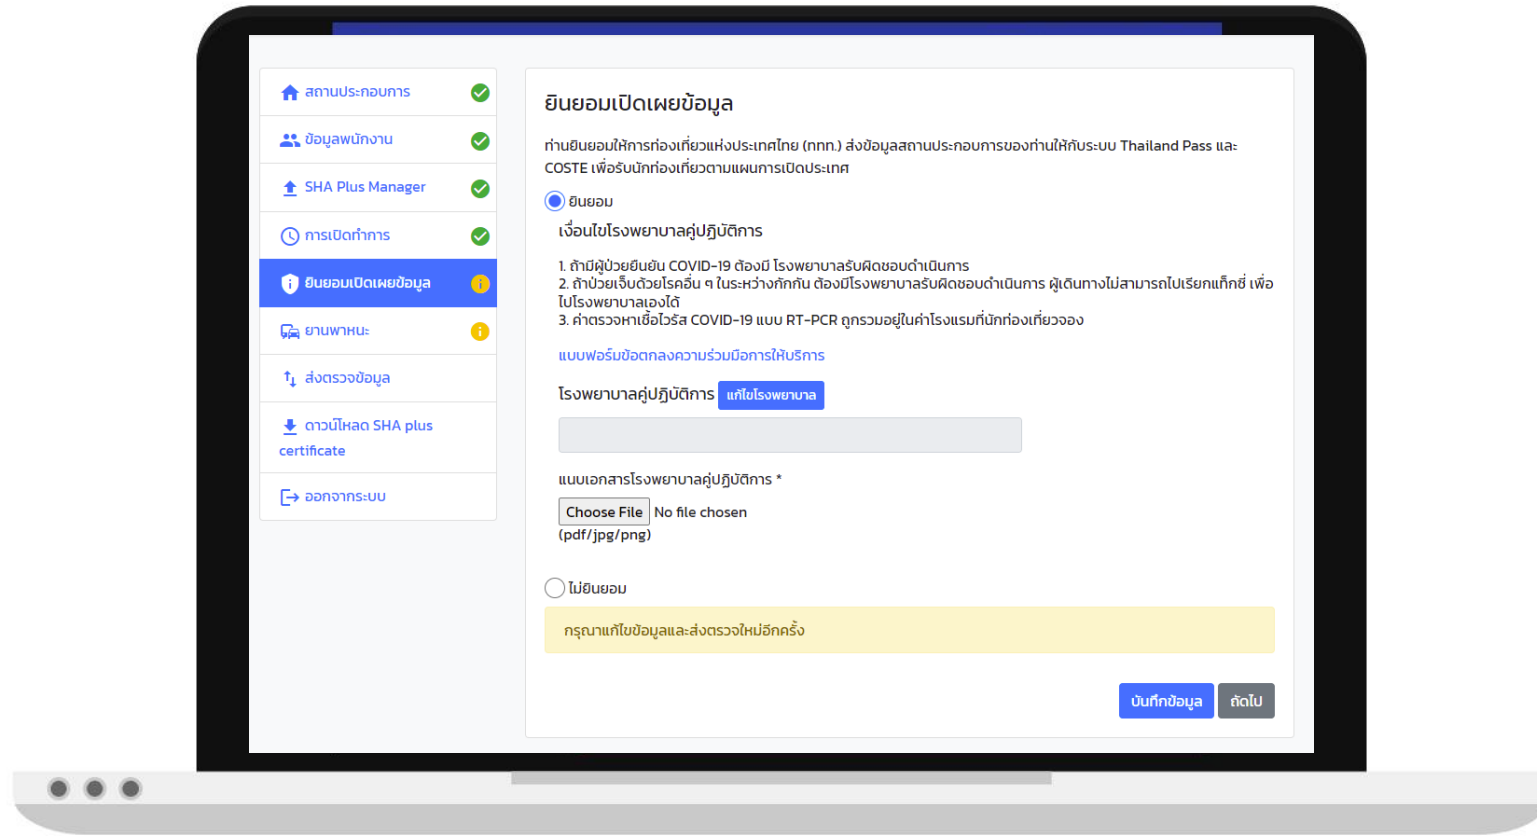 สถานประกอบการ
ข้อมูลพนักงาน
SHA Plus Manager
การเปิดทำการ
ยินยอมเปิดเผยข้อมูล
ยานพาหนะ
ส่งตรวจข้อมูล
ดาวน์โหลด SHA plus
certificate
ออกจากระบบ
ยินยอมเปิดเผยข้อมูล
ท่านยินยอมให้การท่องเที่ยวแห่งประเทศไทย (ททท.) ส่งข้อมูลสถานประกอบการของท่านให้กับระบบ Thailand Pass และ
COSTE เพื่อรับนักท่องเที่ยวตามแผนการเปิดประเทศ
ยินยอม
เงื่อนไขโรงพยาบาลคู่ปฏิบัติการ
1. ถ้ามีผู้ป่วยยืนยัน COVID-19 ต้องมี โรงพยาบาลรับผิดชอบดำเนินการ
2. ถ้าป่วยเจ็บด้วยโรคอื่น ๆ ในระหว่างกักกัน ต้องมีโรงพยาบาลรับผิดชอบดำเนินการ ผู้เดินทางไม่สามารถไปเรียกแท็กซี่ เพื่อ
ไปโรงพยาบาลเองได้
3. ค่าตรวจหาเชื้อไวรัส COVID-19 แบบ RT-PCR ถูกรวมอยู่ในค่าโรงแรมที่นักท่องเที่ยวจอง
แบบฟอร์มข้อตกลงความร่วมมือการให้บริการ
โรงพยาบาลคู่ปฏิบัติการ แก้ไขโรงพยาบาล
แนบเอกสารโรงพยาบาลคู่ปฏิบัติการ *
Choose File No file chosen
(pdf/jpg/png)
ไม่ยินยอม
กรุณาแก้ไขข้อมูลและส่งตรวจใหม่อีกครั้ง
บันทึกข้อมูล ถัดไป